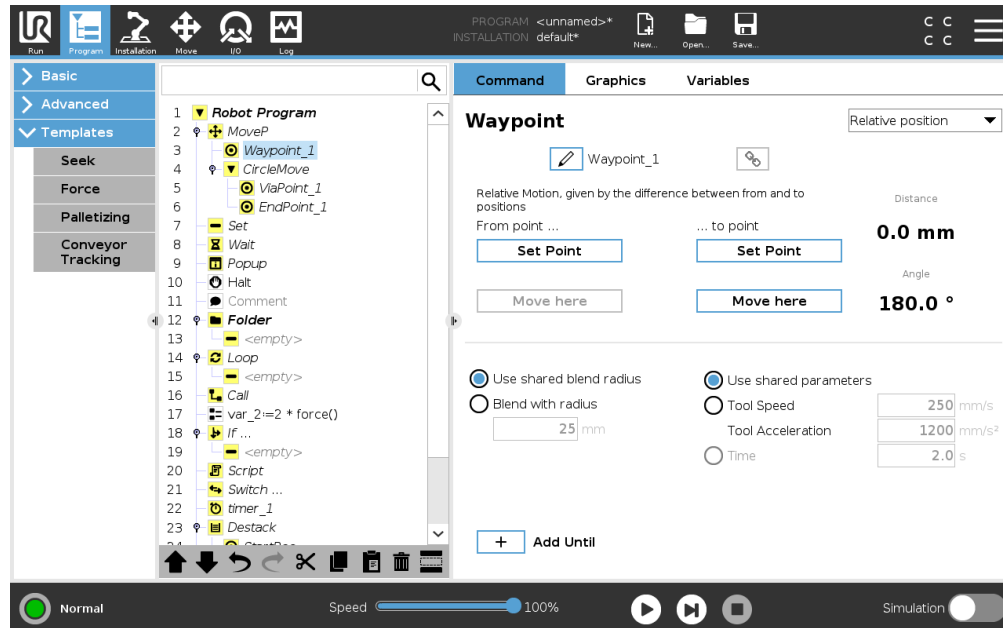 PROGRAM <unnamed>*
INSTALLATION default*
Run
Program
Installation
Move
I/O
Log
New...
Open...
Save...
C C
C C
Basic
Advanced
Templates
Seek
Force
Palletizing
Conveyor
Tracking
1 Robot Program
2 MoveP
3 Waypoint_1
4 CircleMove
5 ViaPoint_1
6 EndPoint_1
7 Set
8 Wait
9 Popup
10 Halt
11 Comment
12 Folder
13 <empty>
14 Loop
15 <empty>
16 Call
17 var_2:=2 * force()
18 If ...
19 <empty>
20 Script
21 Switch ...
22 timer_1
23 Destack
Command Graphics Variables
Waypoint
Relative position
Waypoint_1
Relative Motion, given by the difference between from and to
positions
From point ...
... to point
Set Point
Set Point
Move here
Move here
Distance
0.0 mm
Angle
180.0 °
Use shared blend radius
Blend with radius
25 mm
Use shared parameters
Tool Speed 250 mm/s
Tool Acceleration 1200 mm/s²
Time 2.0 s
+ Add Until
Normal
Speed 100%
Simulation